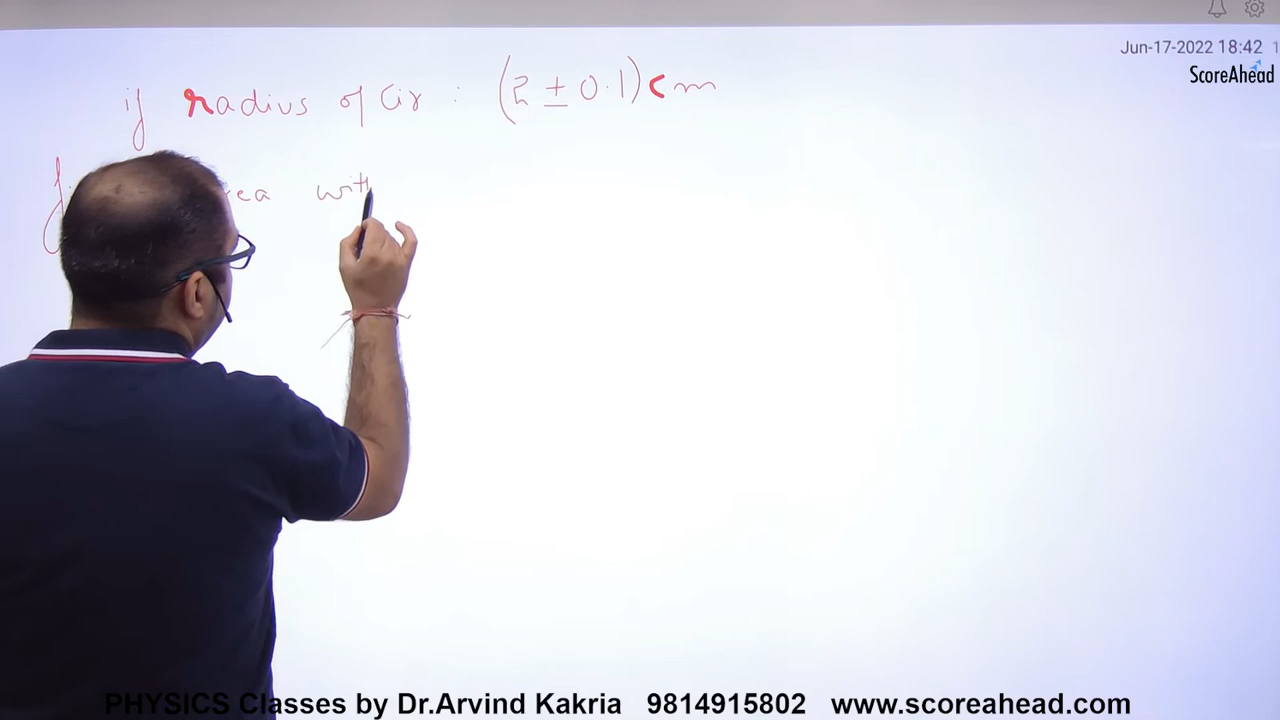 Jun-17-2022 18:42 1
ScoreAhead
if radius of Cir : (2 ± 0.1) cm
rea with
PHYSICS Classes by Dr.Arvind Kakria 9814915802 www.scoreahead.com